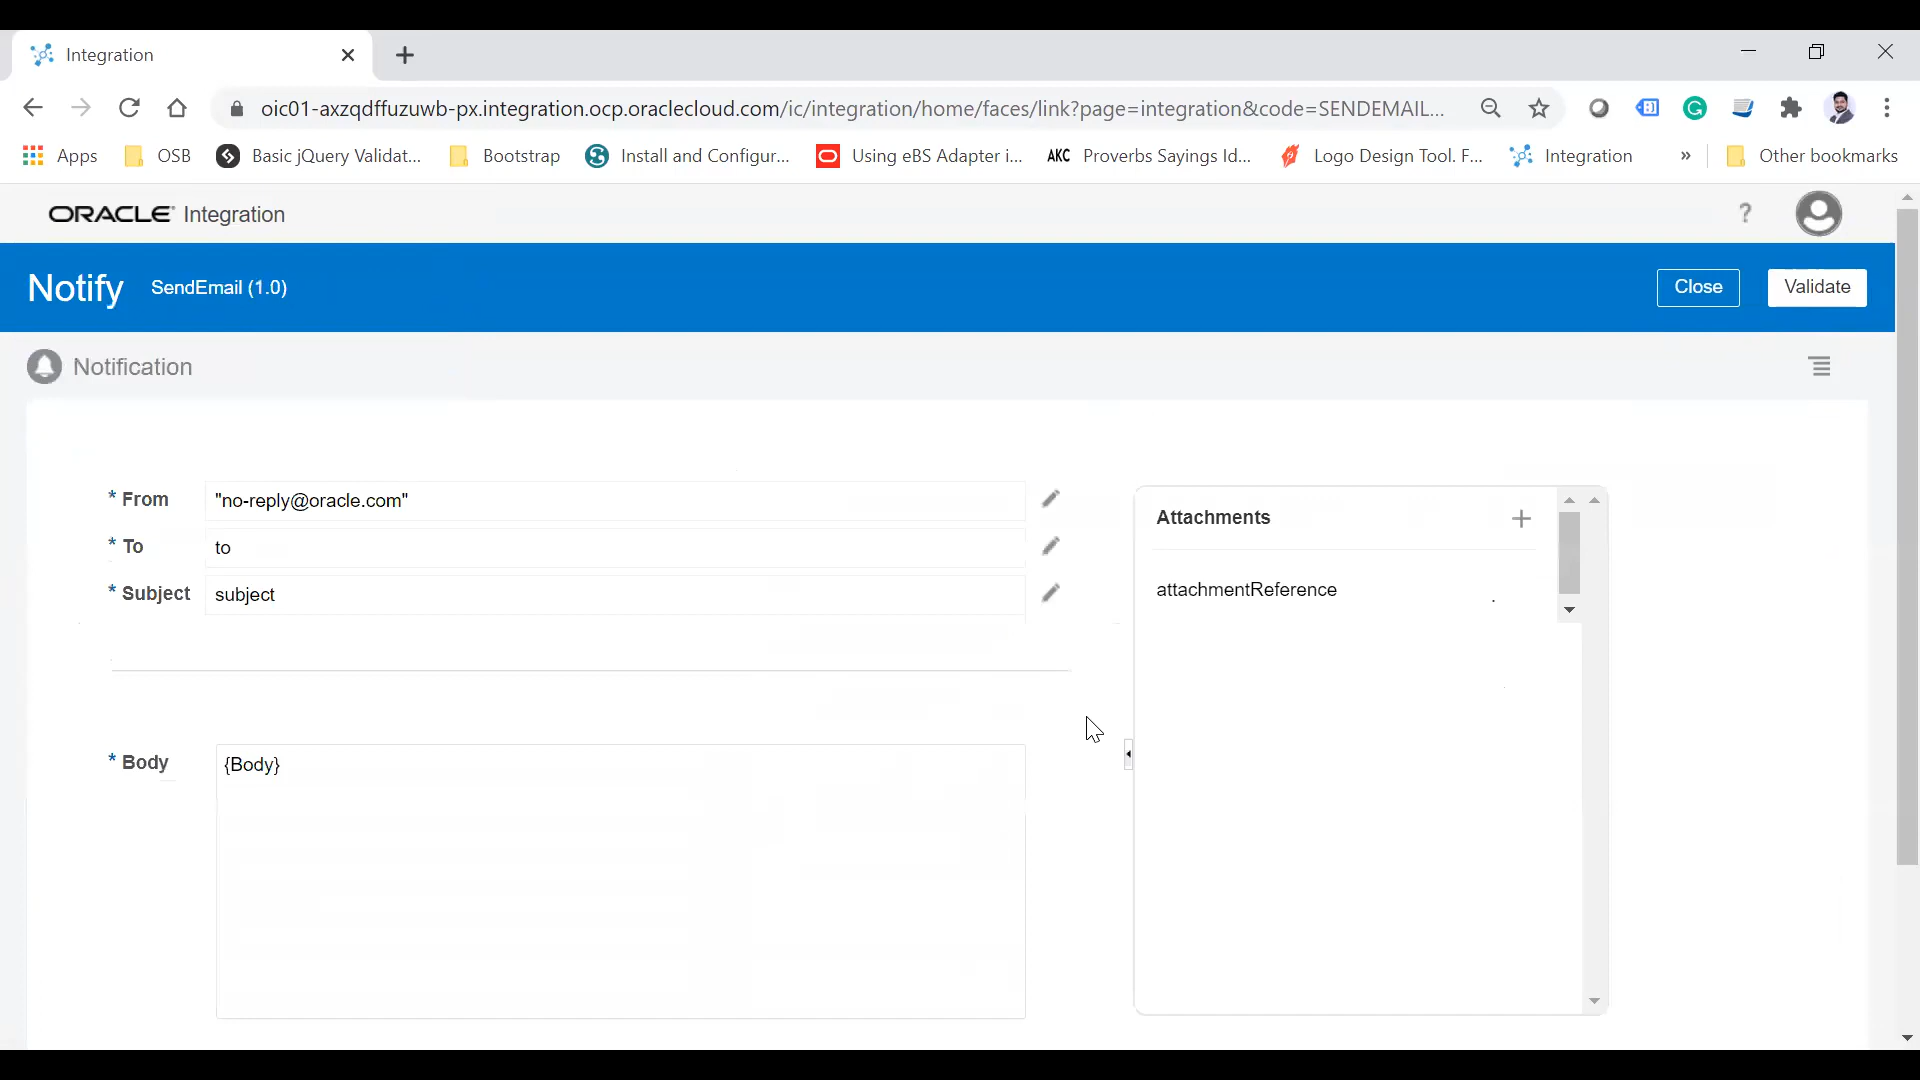 Integration
oic01-axzqdffuzuwb-px.integration.ocp.oraclecloud.com/ic/integration/home/faces/link?page=integration&code=SENDEMAIL...
Apps OSB Basic jQuery Validat... Bootstrap Install and Configur... Using eBS Adapter i... AKC Proverbs Sayings Id... Logo Design Tool. F... Integration » Other bookmarks
ORACLE Integration ?
Notify SendEmail (1.0) Close Validate
Notification
* From "no-reply@oracle.com"
* To to
* Subject subject
Attachments
attachmentReference
* Body {Body}